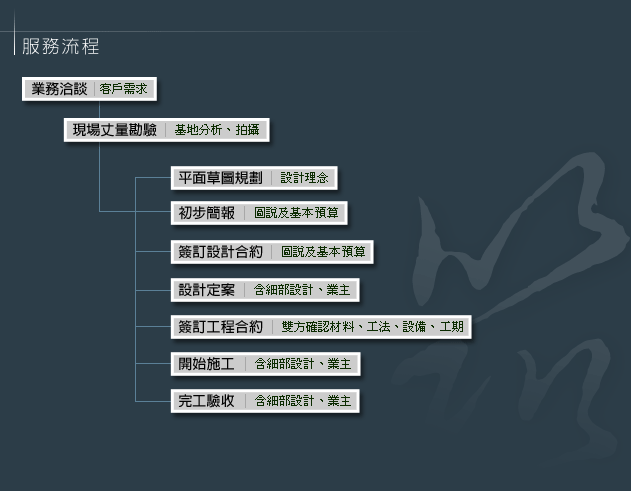 服務流程
業務洽談 客戶需求
現場丈量勘驗 基地分析、拍攝
平面草圖規劃 設計理念
初步簡報 圖說及基本預算
簽訂設計合約 圖說及基本預算
設計定案 含細部設計、業主
簽訂工程合約 雙方確認材料、工法、設備、工期
開始施工 含細部設計、業主
完工驗收 含細部設計、業主